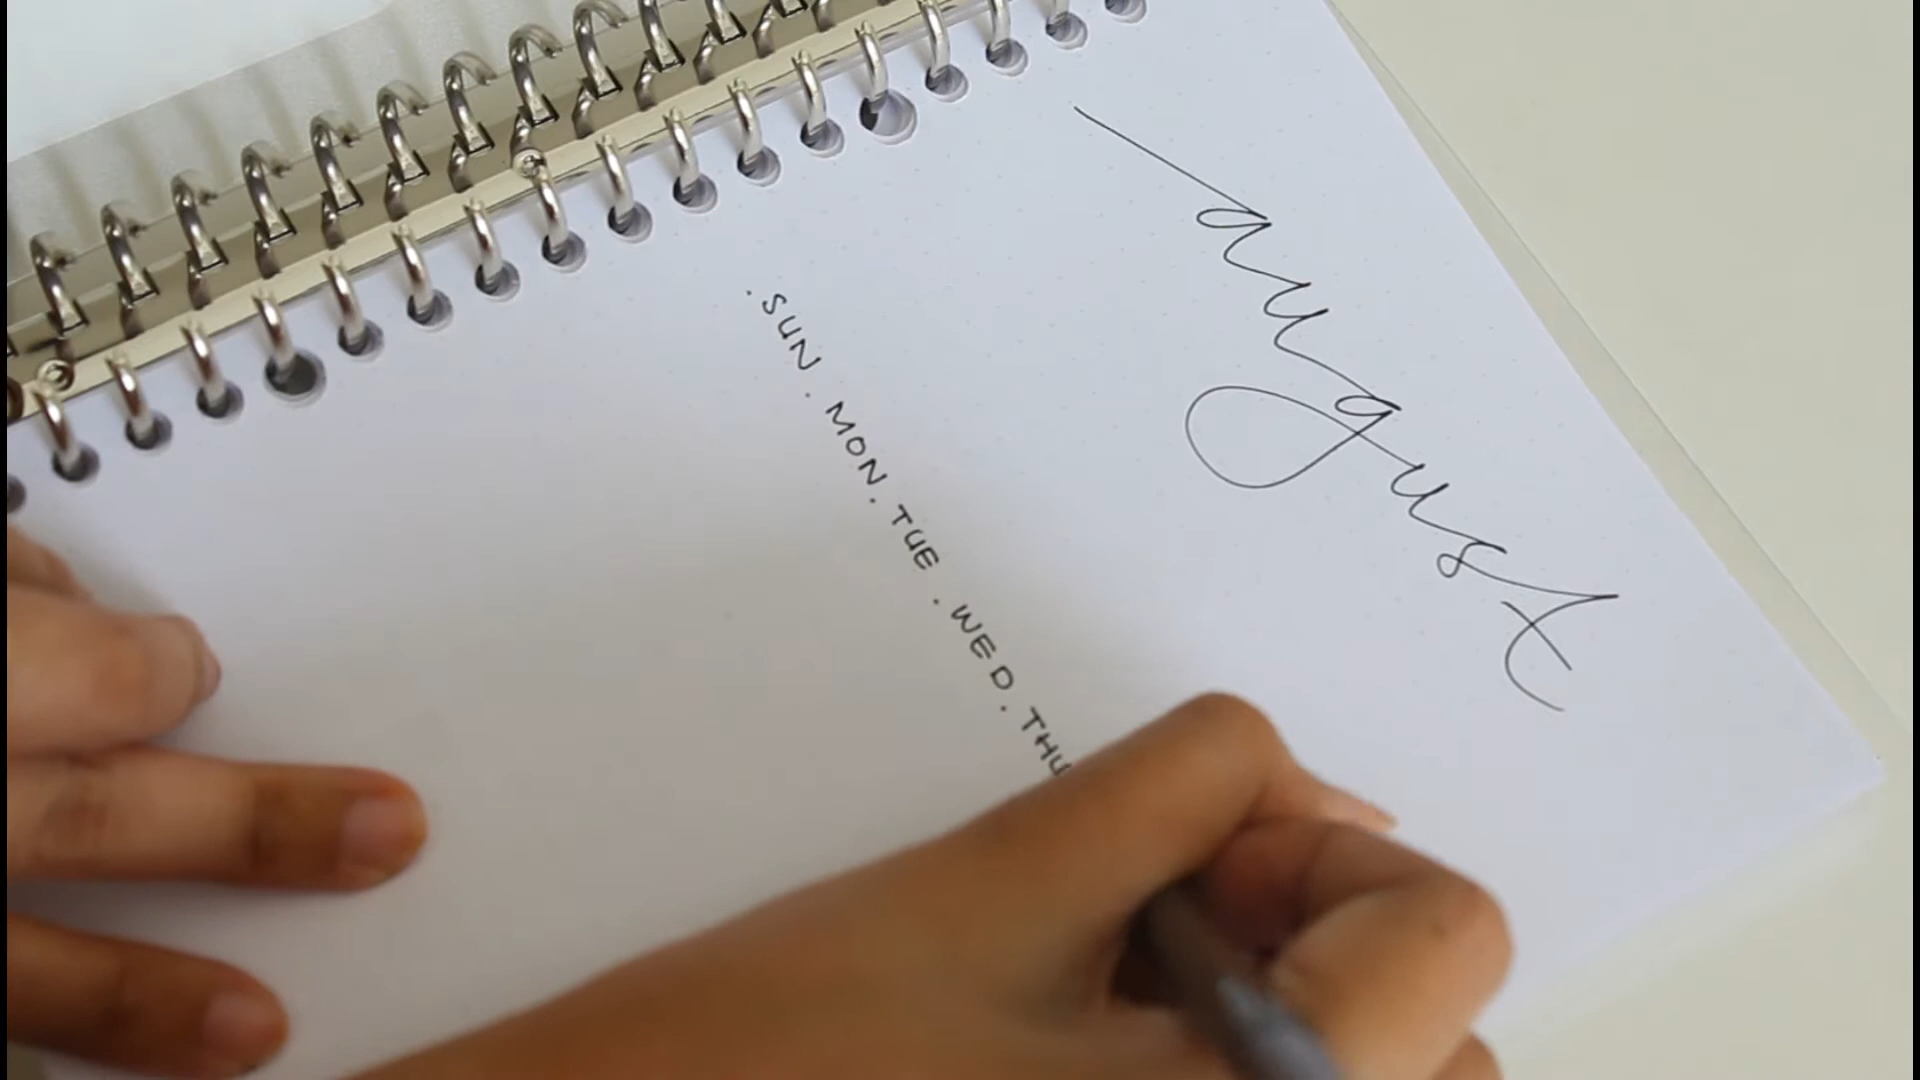 august
. SUN . MON . TUE . WED . THU